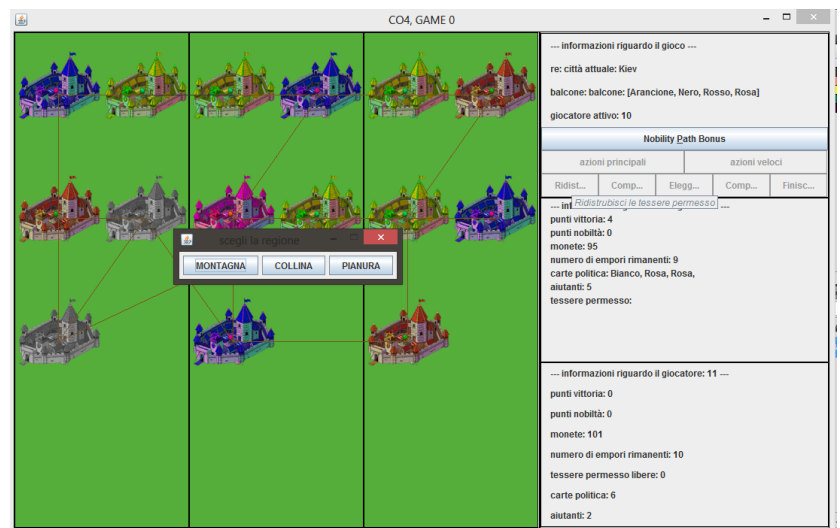 CO4, GAME 0
--- informazioni riguardo il gioco ---
re: città attuale: Kiev
balcone: balcone: [Arancione, Nero, Rosso, Rosa]
giocatore attivo: 10
Nobility Path Bonus
azioni principali
azioni veloci
Ridist...
Comp...
Elegg...
Comp...
Finisc...
Ridistrubisci le tessere permesso
punti vittoria: 4
punti nobiltà: 0
monete: 95
numero di empori rimanenti: 9
carte politica: Bianco, Rosa, Rosa,
aiutanti: 5
tessere permesso:
scegli la regione
MONTAGNA
COLLINA
PIANURA
--- informazioni riguardo il giocatore: 11 ---
punti vittoria: 0
punti nobiltà: 0
monete: 101
numero di empori rimanenti: 10
tessere permesso libere: 0
carte politica: 6
aiutanti: 2